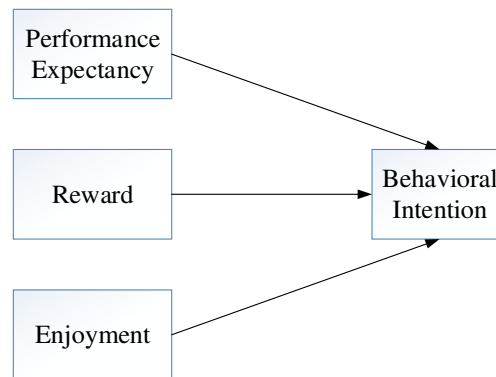 Performance
Expectancy
Reward
Behavioral
Intention
Enjoyment